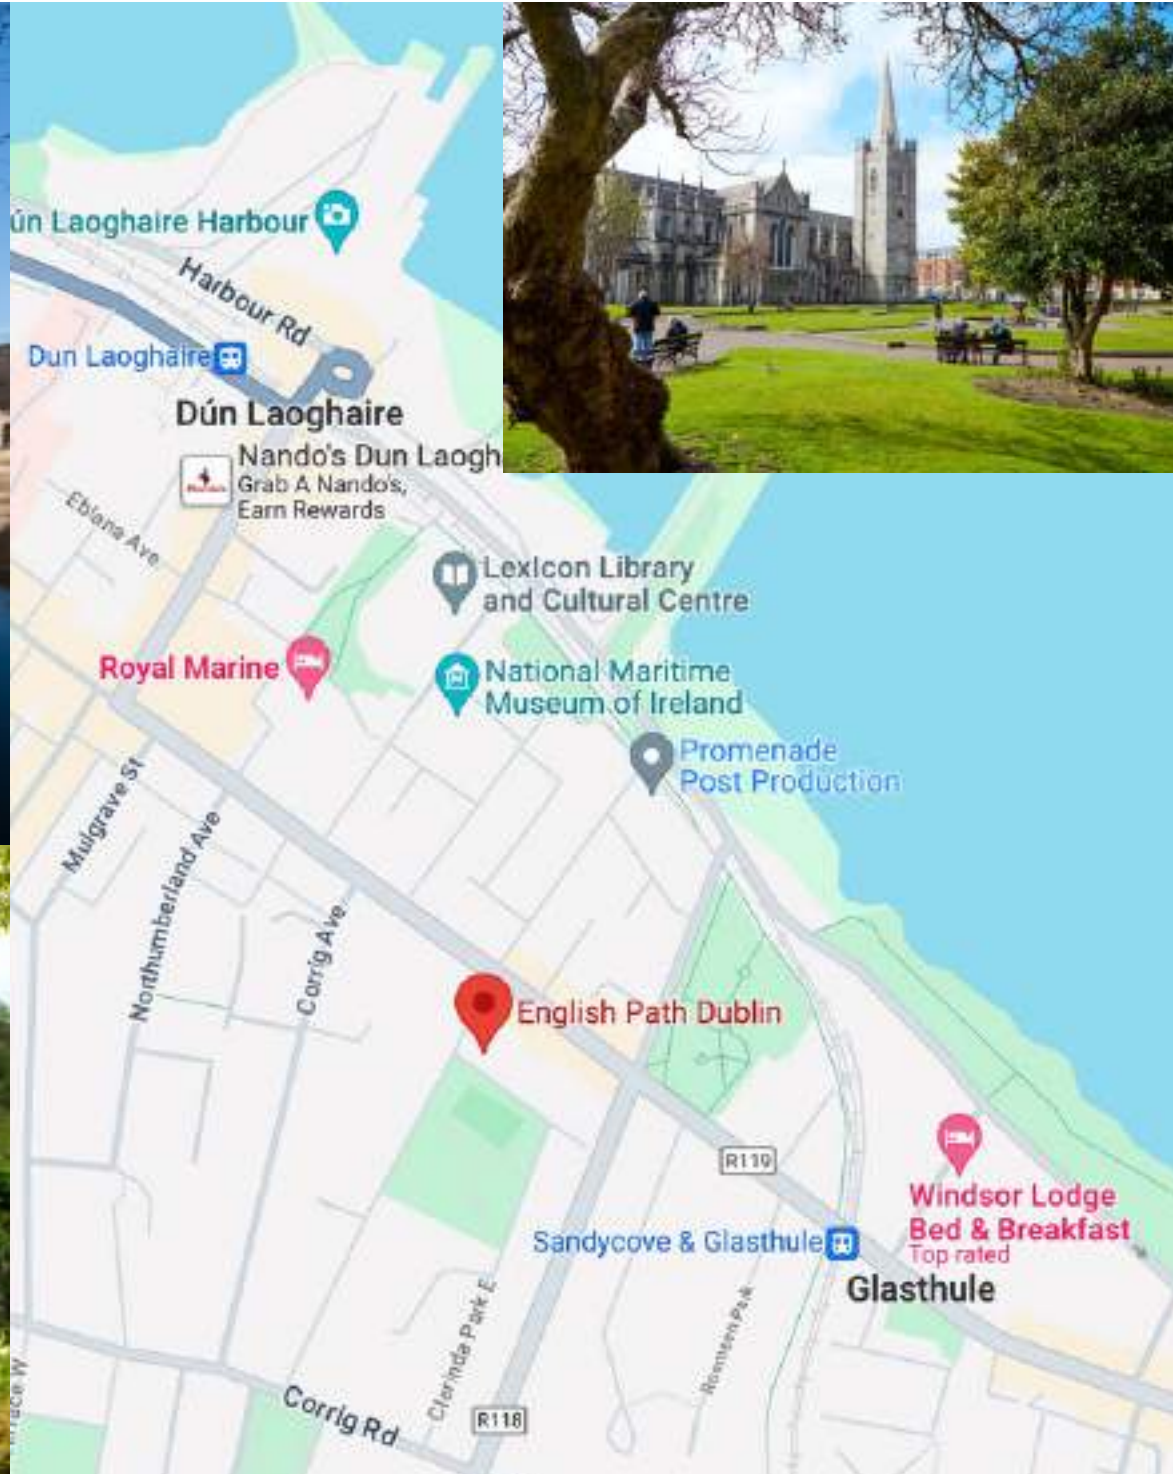 ún Laoghaire Harbour
Harbour Rd
Dun Laoghaire
Dún Laoghaire
Nando's Dun Laogh
Grab A Nando's,
Earn Rewards
Eblana Ave
LexIcon Library
and Cultural Centre
Royal Marine
National Maritime
Museum of Ireland
Promenade
Post Production
Mulgrave St
Northumberland Ave
Corrig Ave
English Path Dublin
R119
Windsor Lodge
Bed & Breakfast
Top rated
Sandycove & Glasthule
Glasthule
Clarinda Park E
Rosmeen Park
Corrig Rd
R118